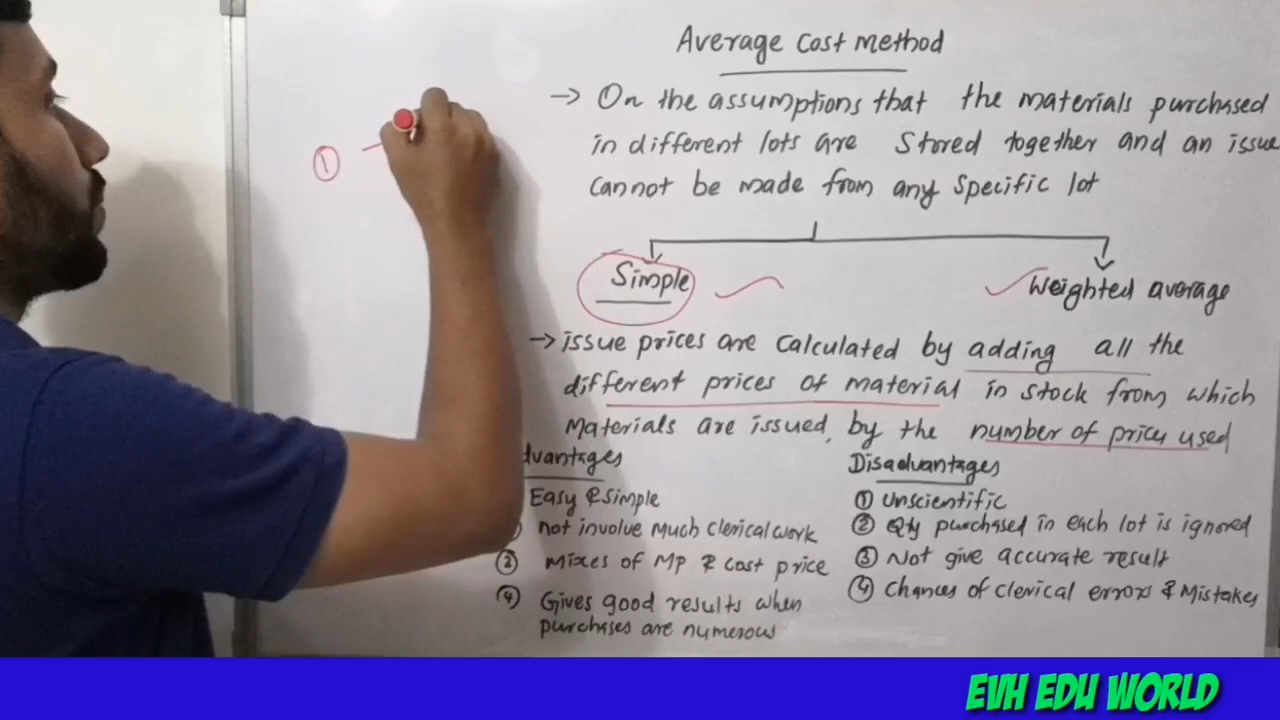 Average Cost method
→ On the assumptions that the materials purchased
in different lots are Stored together and an issue
cannot be made from any specific lot
①
Simple
Weighted average
→ issue prices are calculated by adding all the
different prices of material in stock from which
Materials are issued, by the number of prices used
dvantages
Easy & simple
not involve much clerical work
③ Mixes of MP & cost price
④ Gives good results when
purchases are numerous
Disadvantages
① unscientific
② Qty purchased in each lot is ignored
③ Not give accurate result
④ Chances of clerical errors & Mistakes
EVH EDU WORLD